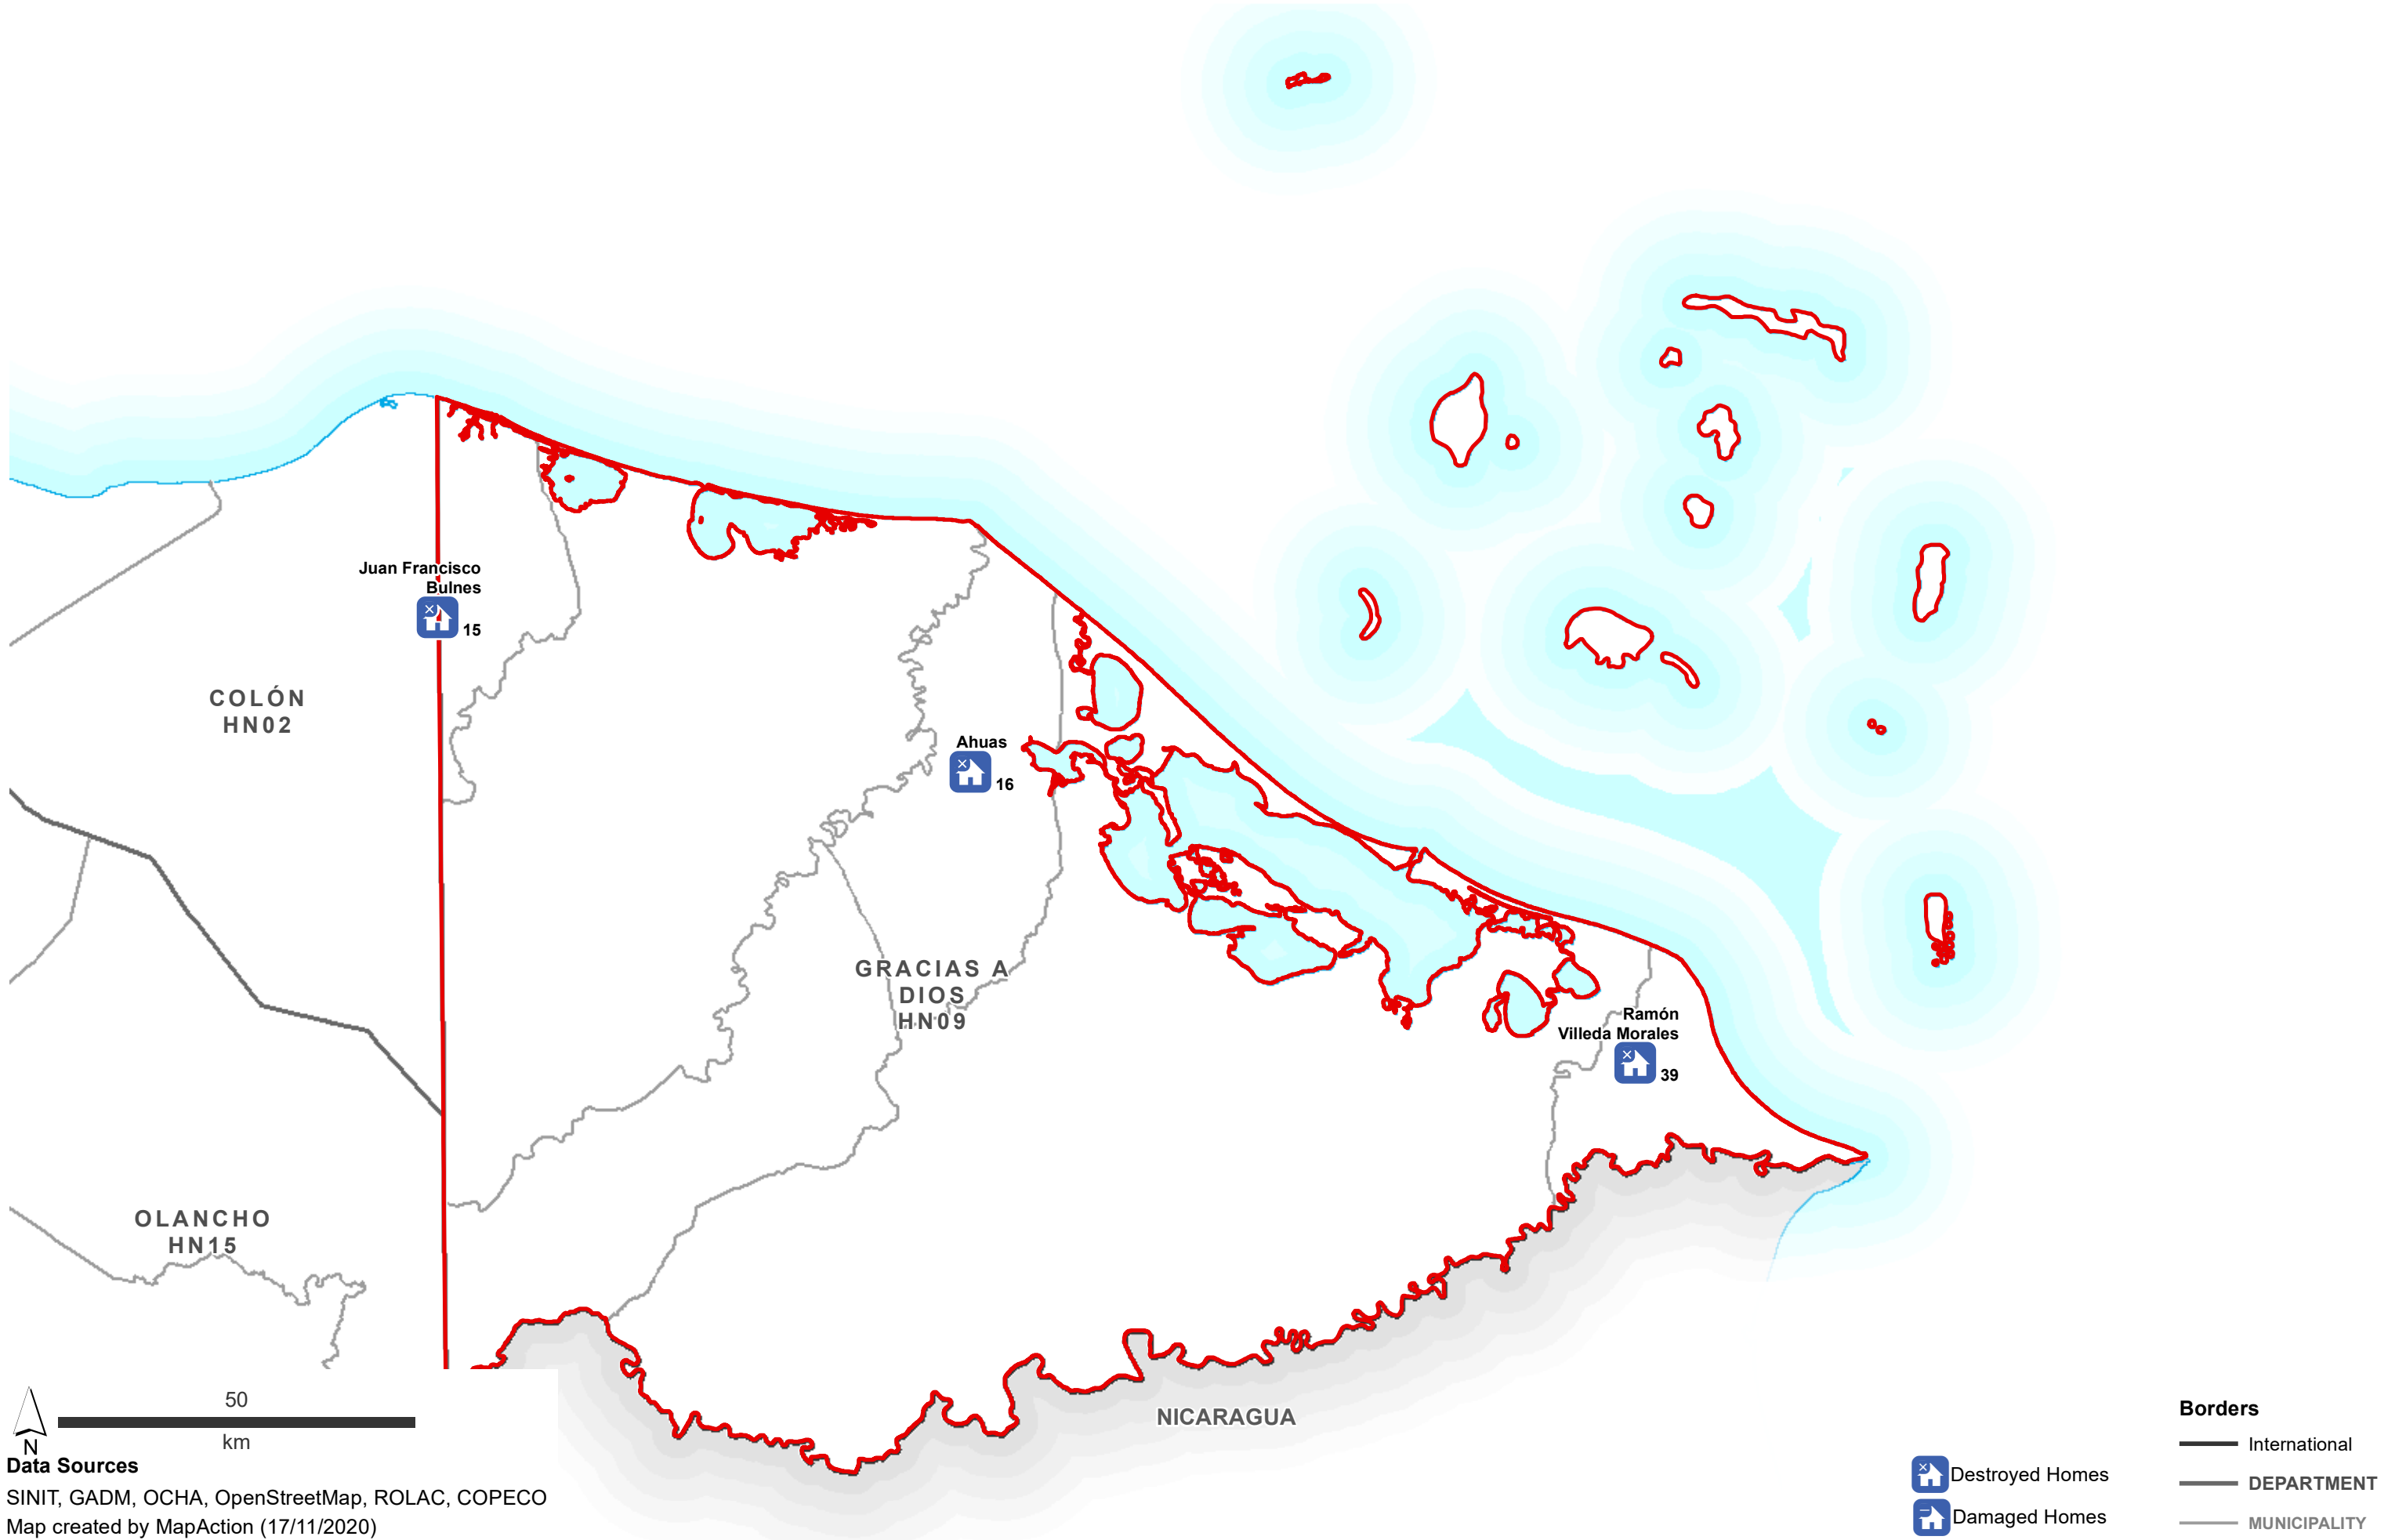 Juan Francisco
Bulnes
15
COLÓN
HN02
Ahuas
16
GRACIAS A
DIOS
HN09
Ramón
Villeda Morales
39
OLANCHO
HN15
NICARAGUA
50
km
N
Data Sources
SINIT, GADM, OCHA, OpenStreetMap, ROLAC, COPECO
Map created by MapAction (17/11/2020)
Destroyed Homes
Damaged Homes
Borders
International
DEPARTMENT
MUNICIPALITY